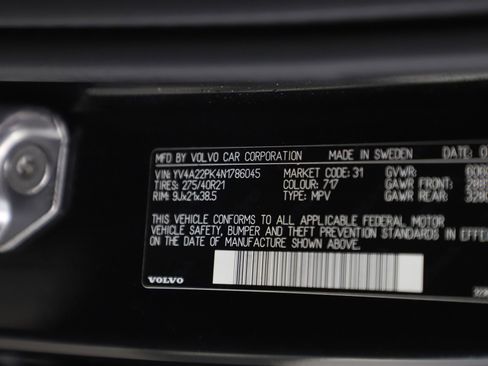 MFD. BY VOLVO CAR CORPORATION MADE IN SWEDEN DATE:
VIN: YV4A22PK4N1786045 MARKET CODE: 31 GVWR:
TIRES: 275/40R21 COLOUR: 717 GAWR FRONT:
RIM: 9Jx21x38.5 TYPE: MPV GAWR REAR:
THIS VEHICLE CONFORMS TO ALL APPLICABLE FEDERAL MOTOR
VEHICLE SAFETY, BUMPER AND THEFT PREVENTION STANDARDS IN EFFE
ON THE DATE OF MANUFACTURE SHOWN ABOVE.
VOLVO